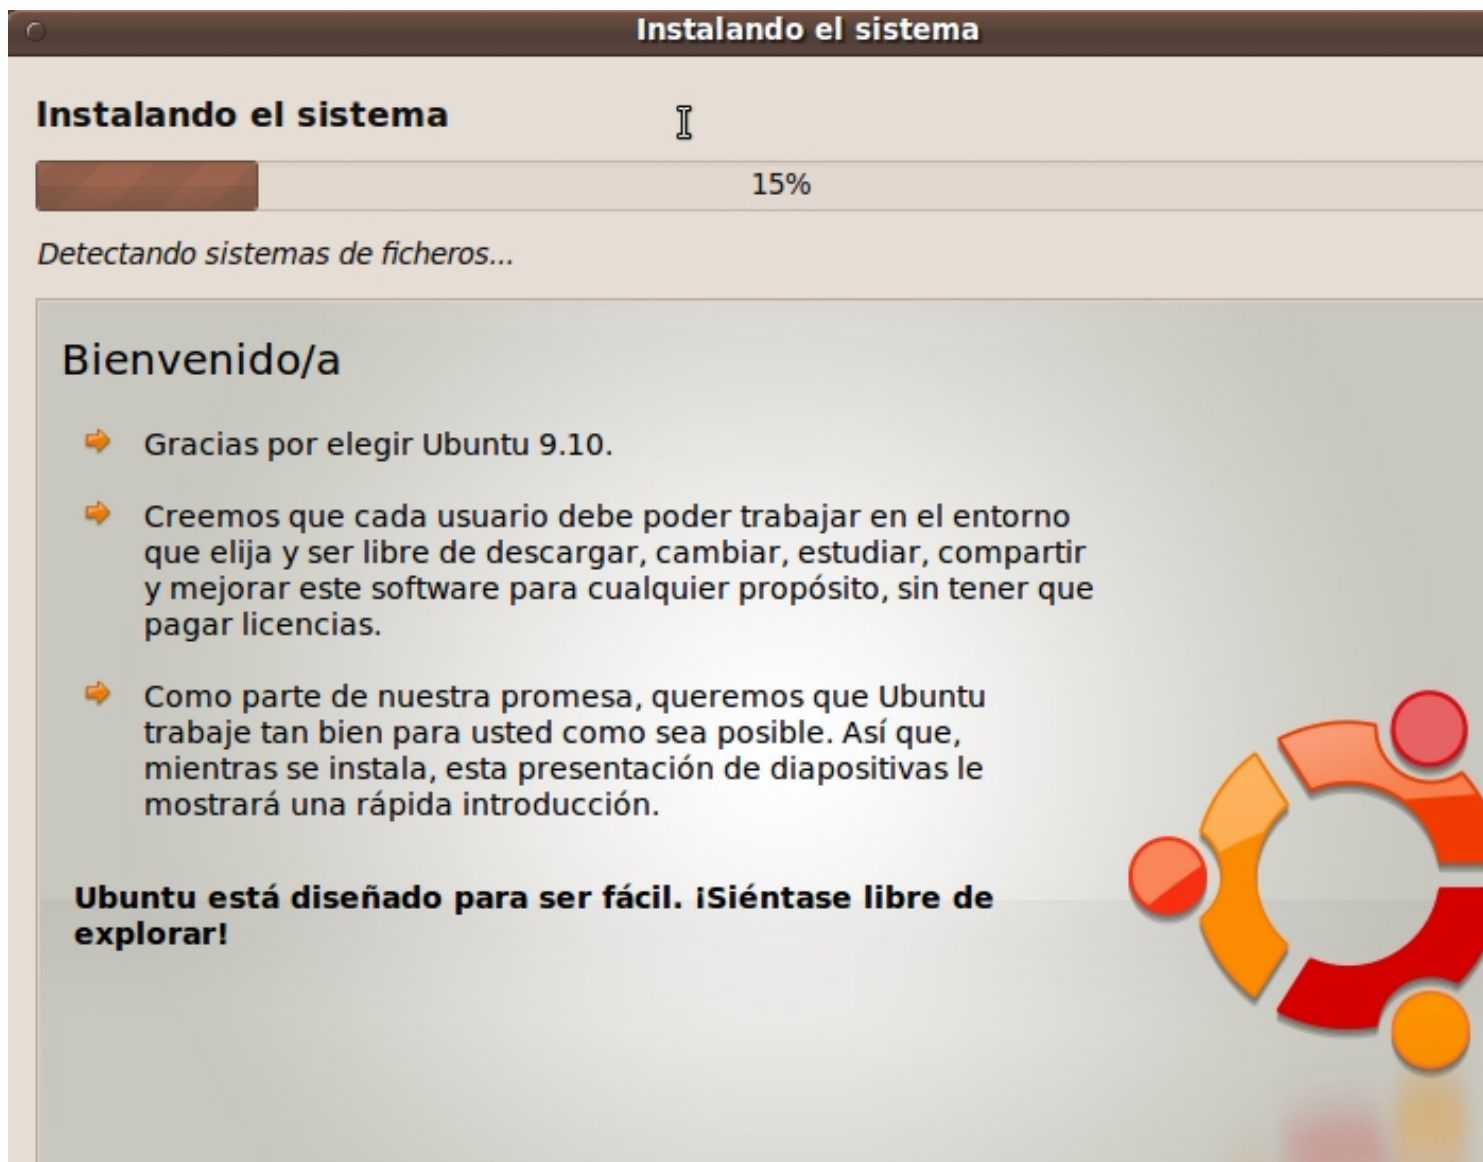 Instalando el sistema
Instalando el sistema
15%
Detectando sistemas de ficheros...
Bienvenido/a
Gracias por elegir Ubuntu 9.10.
Creemos que cada usuario debe poder trabajar en el entorno
que elija y ser libre de descargar, cambiar, estudiar, compartir
y mejorar este software para cualquier propósito, sin tener que
pagar licencias.
Como parte de nuestra promesa, queremos que Ubuntu
trabaje tan bien para usted como sea posible. Así que,
mientras se instala, esta presentación de diapositivas le
mostrará una rápida introducción.
Ubuntu está diseñado para ser fácil. ¡Siéntase libre de
explorar!